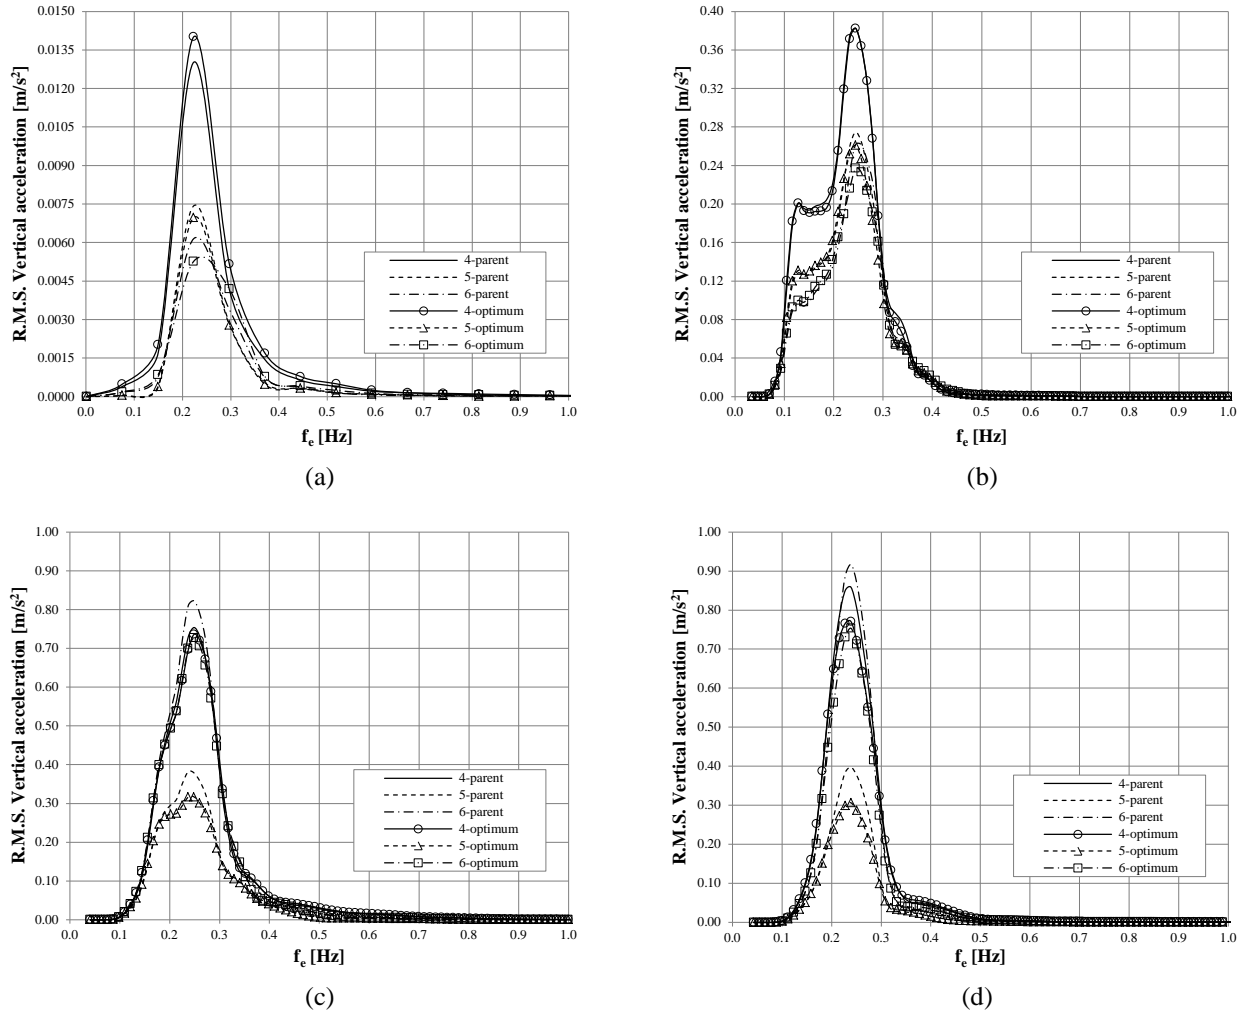 0.0150
0.0135
0.0120
0.0105
0.0090
0.0075
0.0060
0.0045
0.0030
0.0015
0.0000
R.M.S. Vertical acceleration [m/s²]
4-parent
5-parent
6-parent
4-optimum
5-optimum
6-optimum
0.0 0.1 0.2 0.3 0.4 0.5 0.6 0.7 0.8 0.9 1.0
fₑ [Hz]
(a)
0.40
0.36
0.32
0.28
0.24
0.20
0.16
0.12
0.08
0.04
0.00
R.M.S. Vertical acceleration [m/s²]
4-parent
5-parent
6-parent
4-optimum
5-optimum
6-optimum
0.0 0.1 0.2 0.3 0.4 0.5 0.6 0.7 0.8 0.9 1.0
fₑ [Hz]
(b)
1.00
0.90
0.80
0.70
0.60
0.50
0.40
0.30
0.20
0.10
0.00
R.M.S. Vertical acceleration [m/s²]
4-parent
5-parent
6-parent
4-optimum
5-optimum
6-optimum
0.0 0.1 0.2 0.3 0.4 0.5 0.6 0.7 0.8 0.9 1.0
fₑ [Hz]
(c)
1.00
0.90
0.80
0.70
0.60
0.50
0.40
0.30
0.20
0.10
0.00
R.M.S. Vertical acceleration [m/s²]
4-parent
5-parent
6-parent
4-optimum
5-optimum
6-optimum
0.0 0.1 0.2 0.3 0.4 0.5 0.6 0.7 0.8 0.9 1.0
fₑ [Hz]
(d)